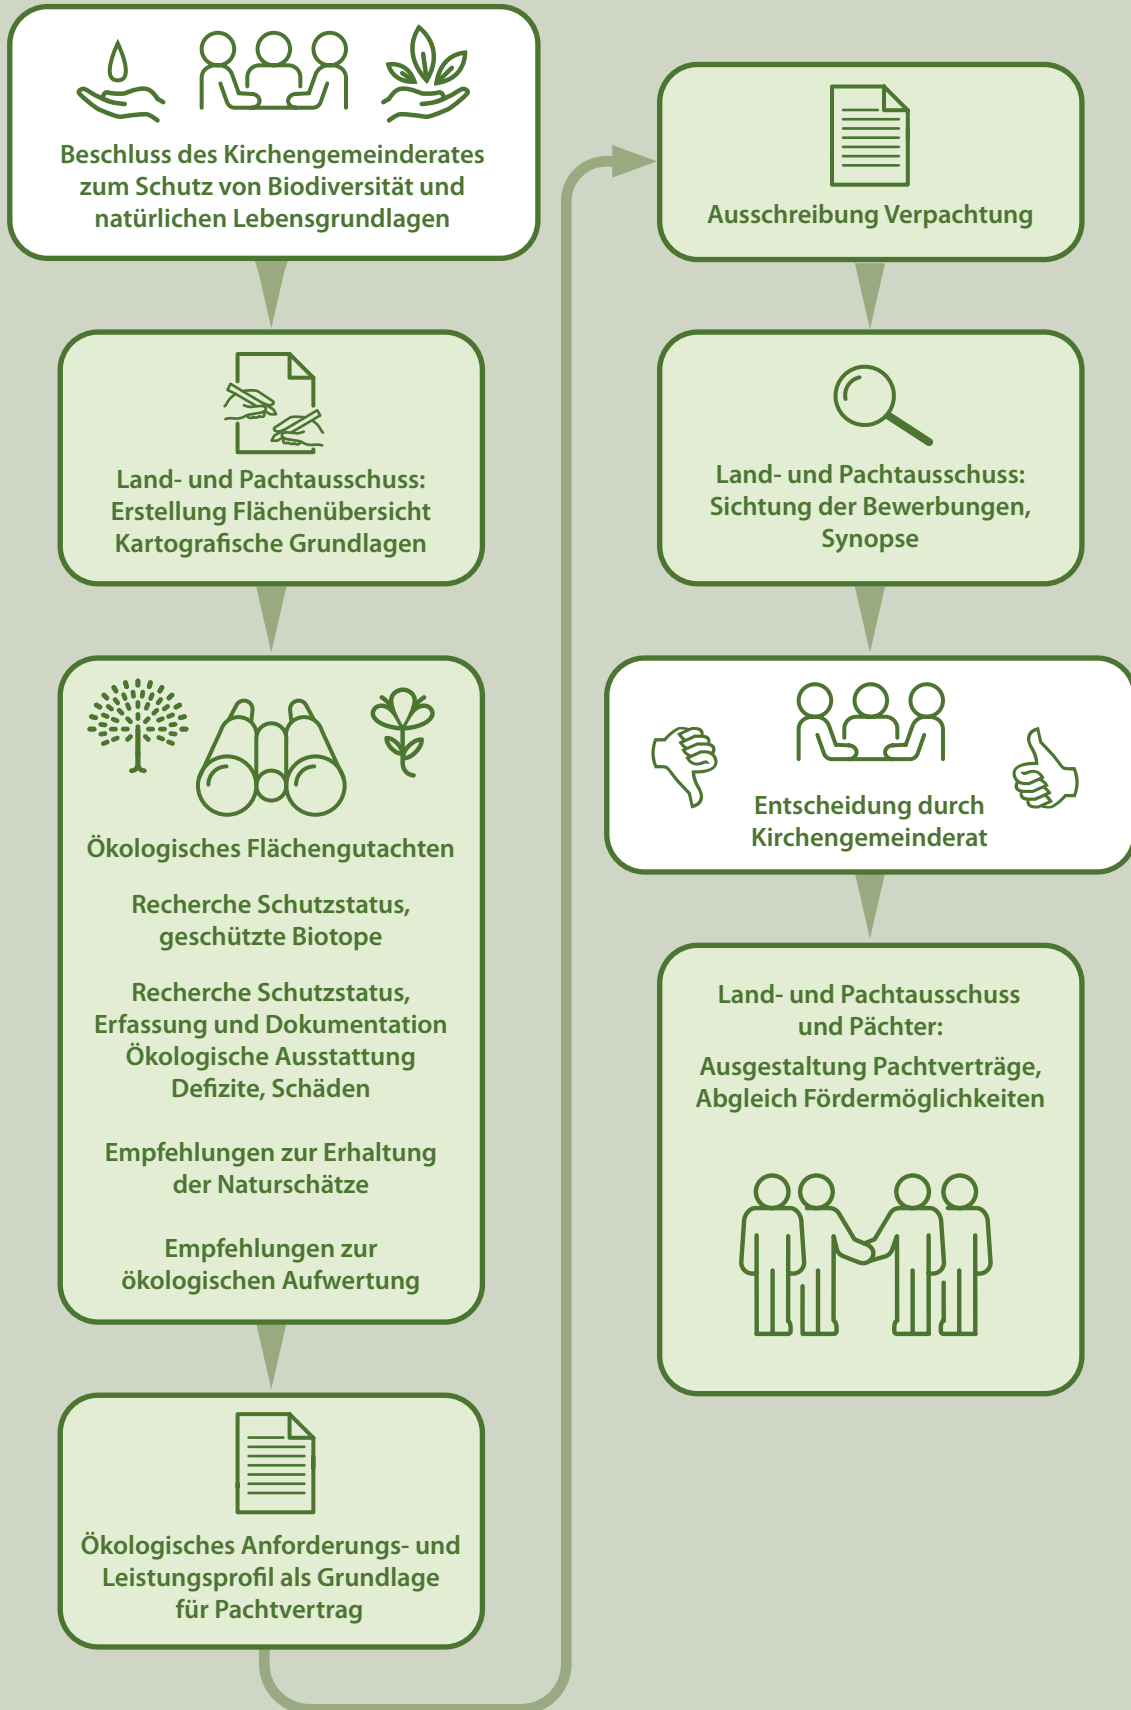 Beschluss des Kirchengemeinderates
zum Schutz von Biodiversität und
natürlichen Lebensgrundlagen
Land- und Pachtausschuss:
Erstellung Flächenübersicht
Kartografische Grundlagen
Ökologisches Flächengutachten
Recherche Schutzstatus,
geschützte Biotope
Recherche Schutzstatus,
Erfassung und Dokumentation
Ökologische Ausstattung
Defizite, Schäden
Empfehlungen zur Erhaltung
der Naturschätze
Empfehlungen zur
ökologischen Aufwertung
Ökologisches Anforderungs- und
Leistungsprofil als Grundlage
für Pachtvertrag
Ausschreibung Verpachtung
Land- und Pachtausschuss:
Sichtung der Bewerbungen,
Synopse
Entscheidung durch
Kirchengemeinderat
Land- und Pachtausschuss
und Pächter:
Ausgestaltung Pachtverträge,
Abgleich Fördermöglichkeiten